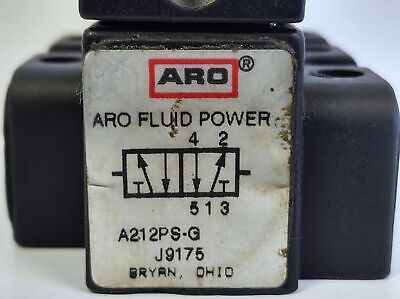 ARO®
ARO FLUID POWER
4 2
5 1 3
A212PS-G
J9175
BRYAN, OHIO